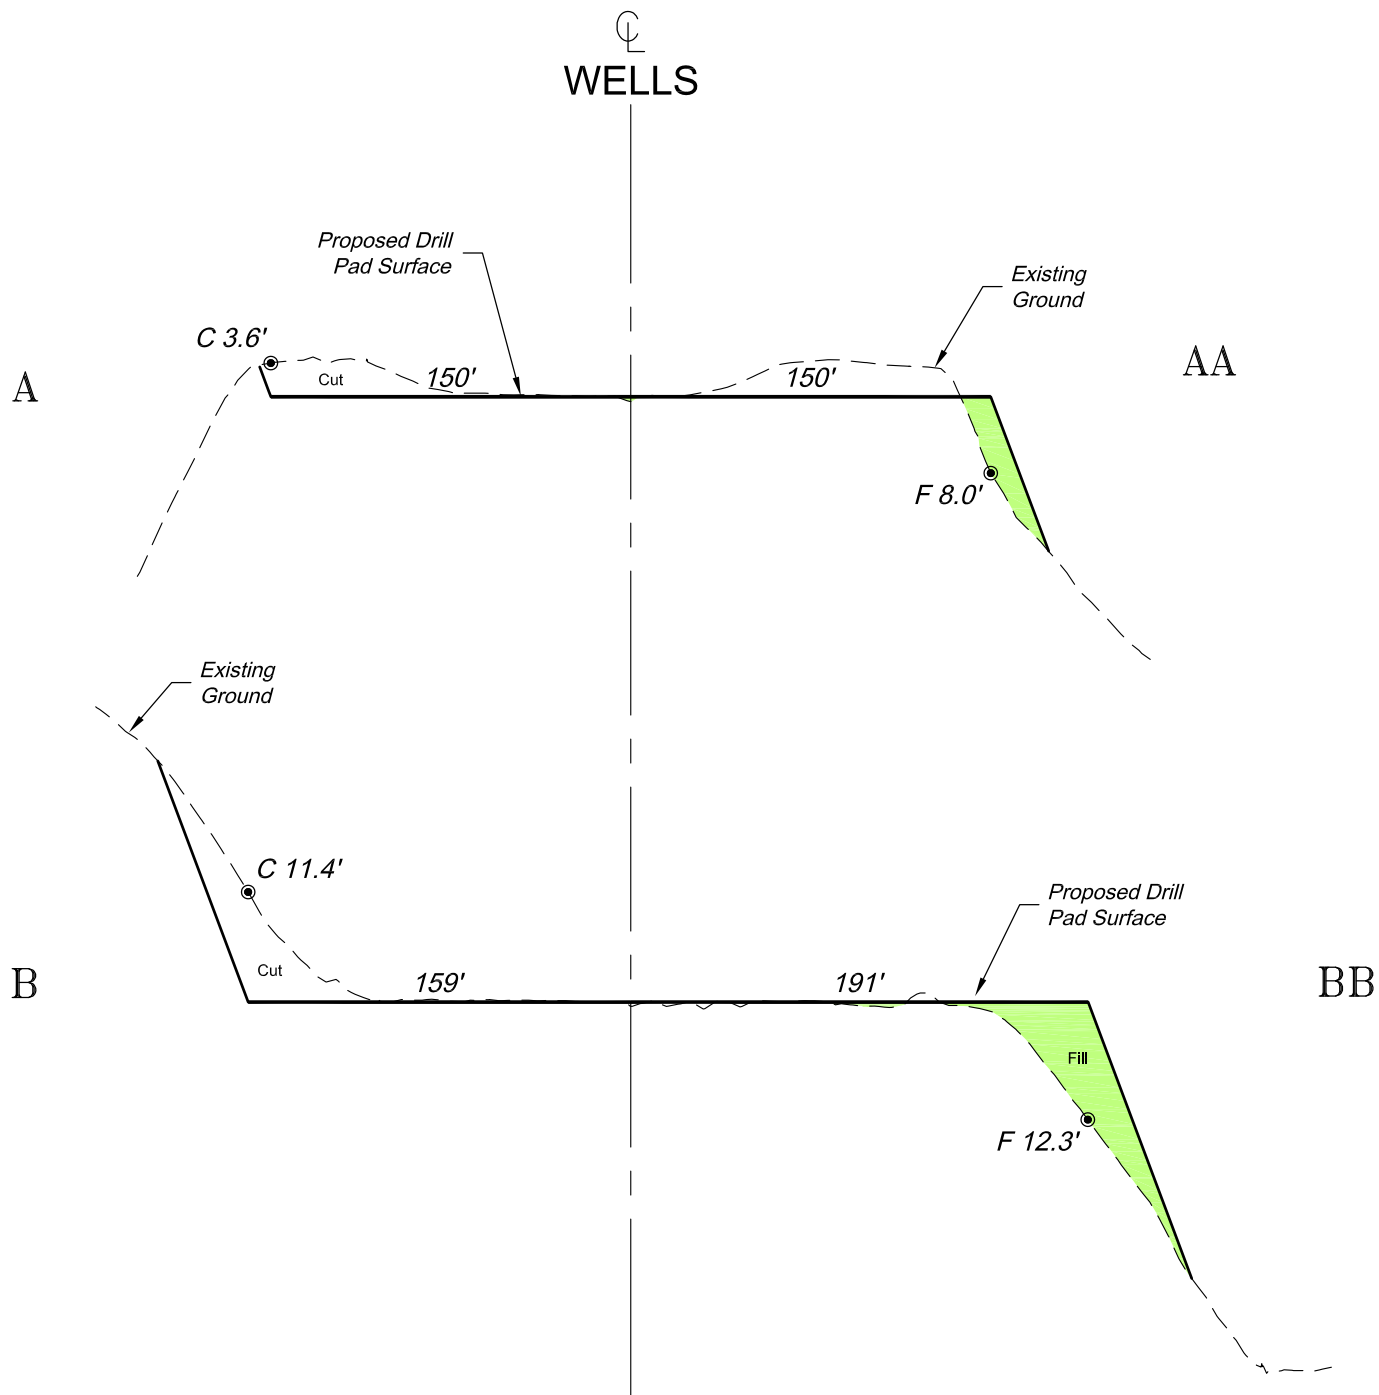 ℄
WELLS
Proposed Drill
Pad Surface
Existing
Ground
C 3.6'
A
Cut
150'
150'
AA
F 8.0'
Existing
Ground
C 11.4'
Proposed Drill
Pad Surface
B
Cut
159'
191'
BB
Fill
F 12.3'